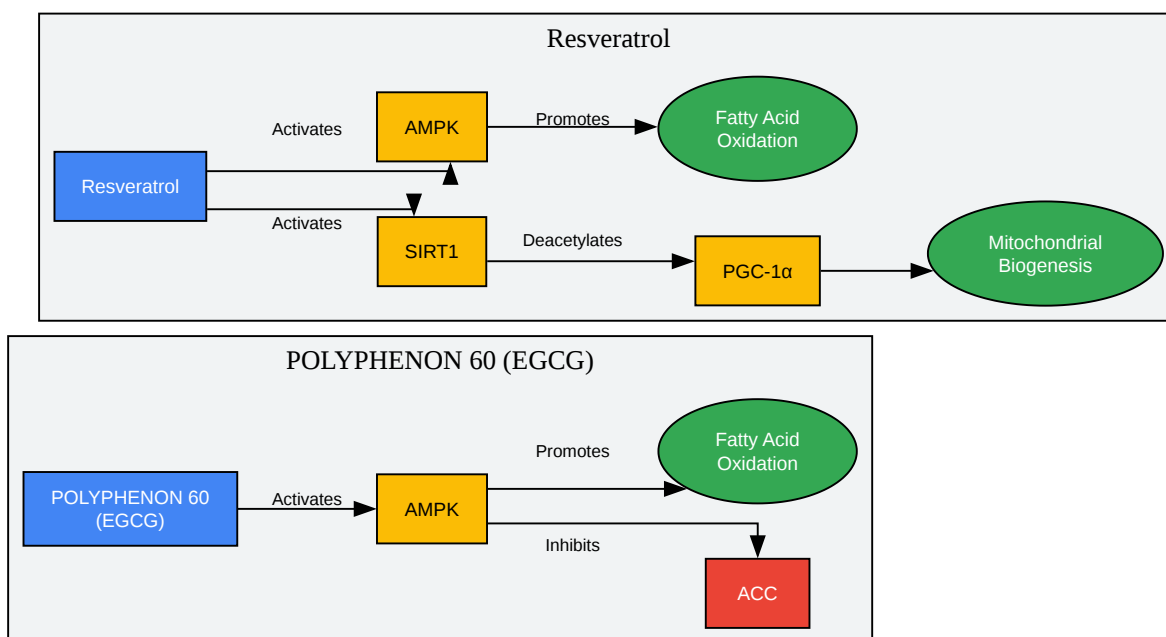 Resveratrol
Activates
AMPK
Promotes
Fatty Acid
Oxidation
Resveratrol
Activates
SIRT1
Deacetylates
PGC-1α
Mitochondrial
Biogenesis
POLYPHENON 60 (EGCG)
POLYPHENON 60
(EGCG)
Activates
AMPK
Promotes
Fatty Acid
Oxidation
Inhibits
ACC